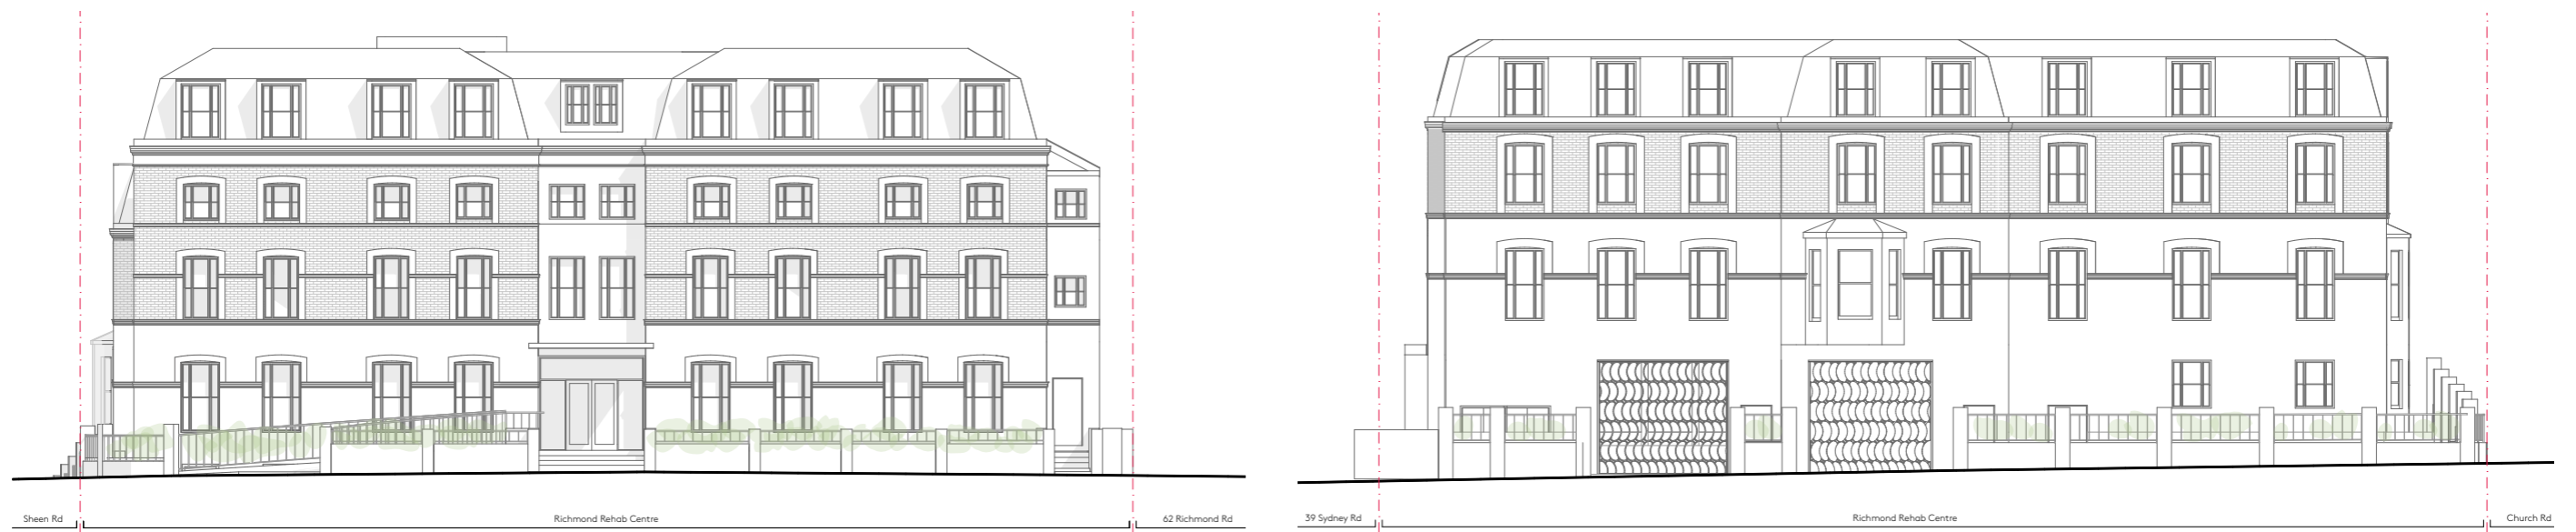 Sheen Rd
Richmond Rehab Centre
62 Richmond Rd
39 Sydney Rd
Richmond Rehab Centre
Church Rd